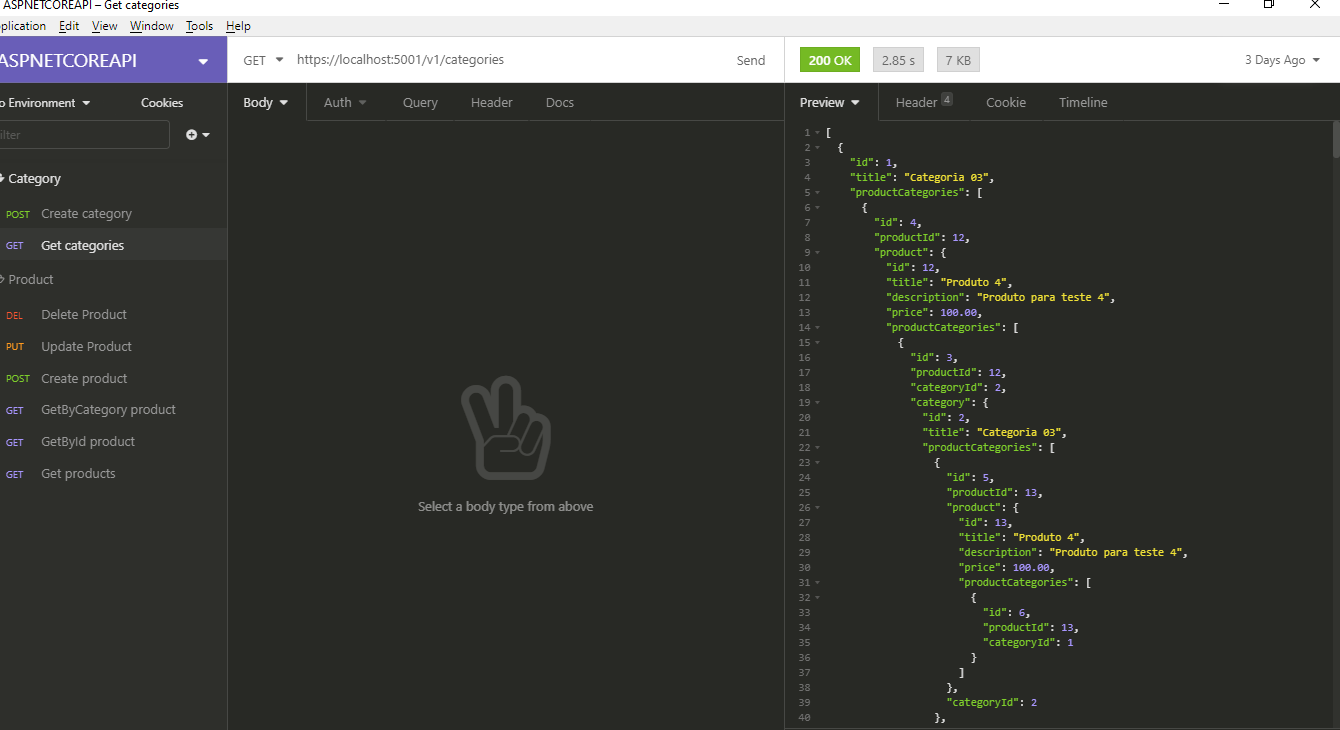 ASPNETCOREAPI – Get categories
plication Edit View Window Tools Help
ASPNETCOREAPI
GET https://localhost:5001/v1/categories Send
200 OK 2.85 s 7 KB 3 Days Ago
o Environment Cookies
Body Auth Query Header Docs
Preview Header 4 Cookie Timeline
ilter
Category
POST Create category
GET Get categories
Product
DEL Delete Product
PUT Update Product
POST Create product
GET GetByCategory product
GET GetById product
GET Get products
Select a body type from above
1 [
2 {
3 "id": 1,
4 "title": "Categoria 03",
5 "productCategories": [
6 {
7 "id": 4,
8 "productId": 12,
9 "product": {
10 "id": 12,
11 "title": "Produto 4",
12 "description": "Produto para teste 4",
13 "price": 100.00,
14 "productCategories": [
15 {
16 "id": 3,
17 "productId": 12,
18 "categoryId": 2,
19 "category": {
20 "id": 2,
21 "title": "Categoria 03",
22 "productCategories": [
23 {
24 "id": 5,
25 "productId": 13,
26 "product": {
27 "id": 13,
28 "title": "Produto 4",
29 "description": "Produto para teste 4",
30 "price": 100.00,
31 "productCategories": [
32 {
33 "id": 6,
34 "productId": 13,
35 "categoryId": 1
36 }
37 ]
38 },
39 "categoryId": 2
40 },